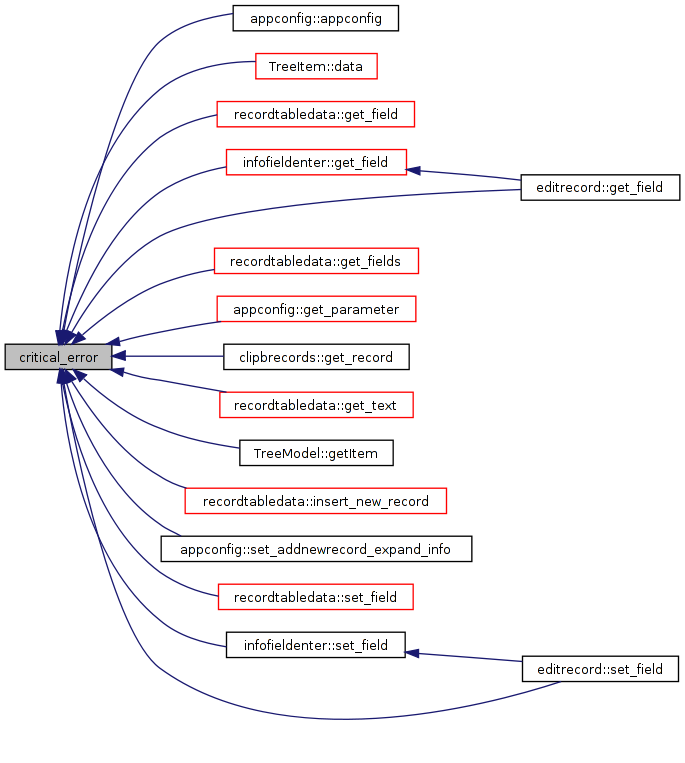 appconfig::appconfig
TreeItem::data
recordtabledata::get_field
infofieldenter::get_field
editrecord::get_field
recordtabledata::get_fields
appconfig::get_parameter
critical_error
clipbrecords::get_record
recordtabledata::get_text
TreeModel::getItem
recordtabledata::insert_new_record
appconfig::set_addnewrecord_expand_info
recordtabledata::set_field
infofieldenter::set_field
editrecord::set_field